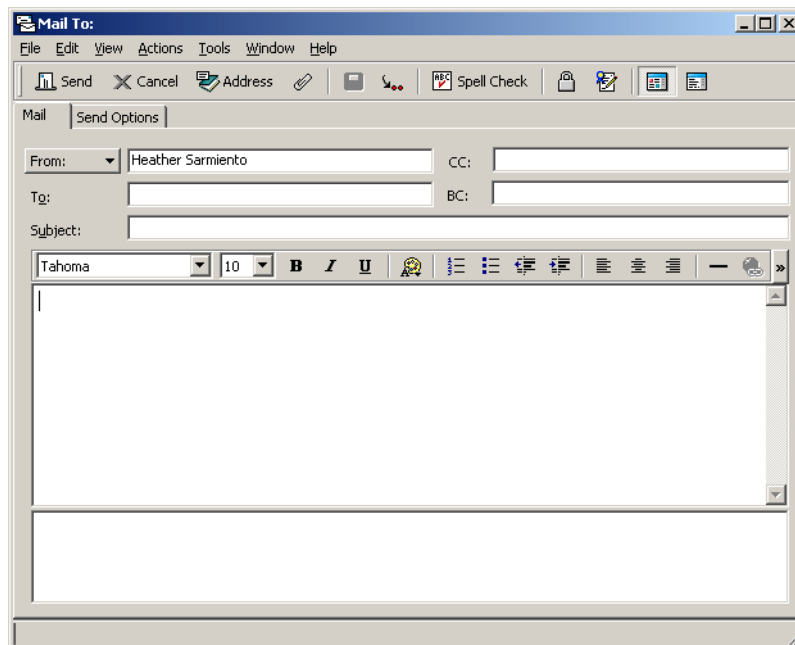 Mail To:
File Edit View Actions Tools Window Help
Send Cancel Address ABC Spell Check
Mail Send Options
From: Heather Sarmiento CC:
To: BC:
Subject:
Tahoma 10 B I U »